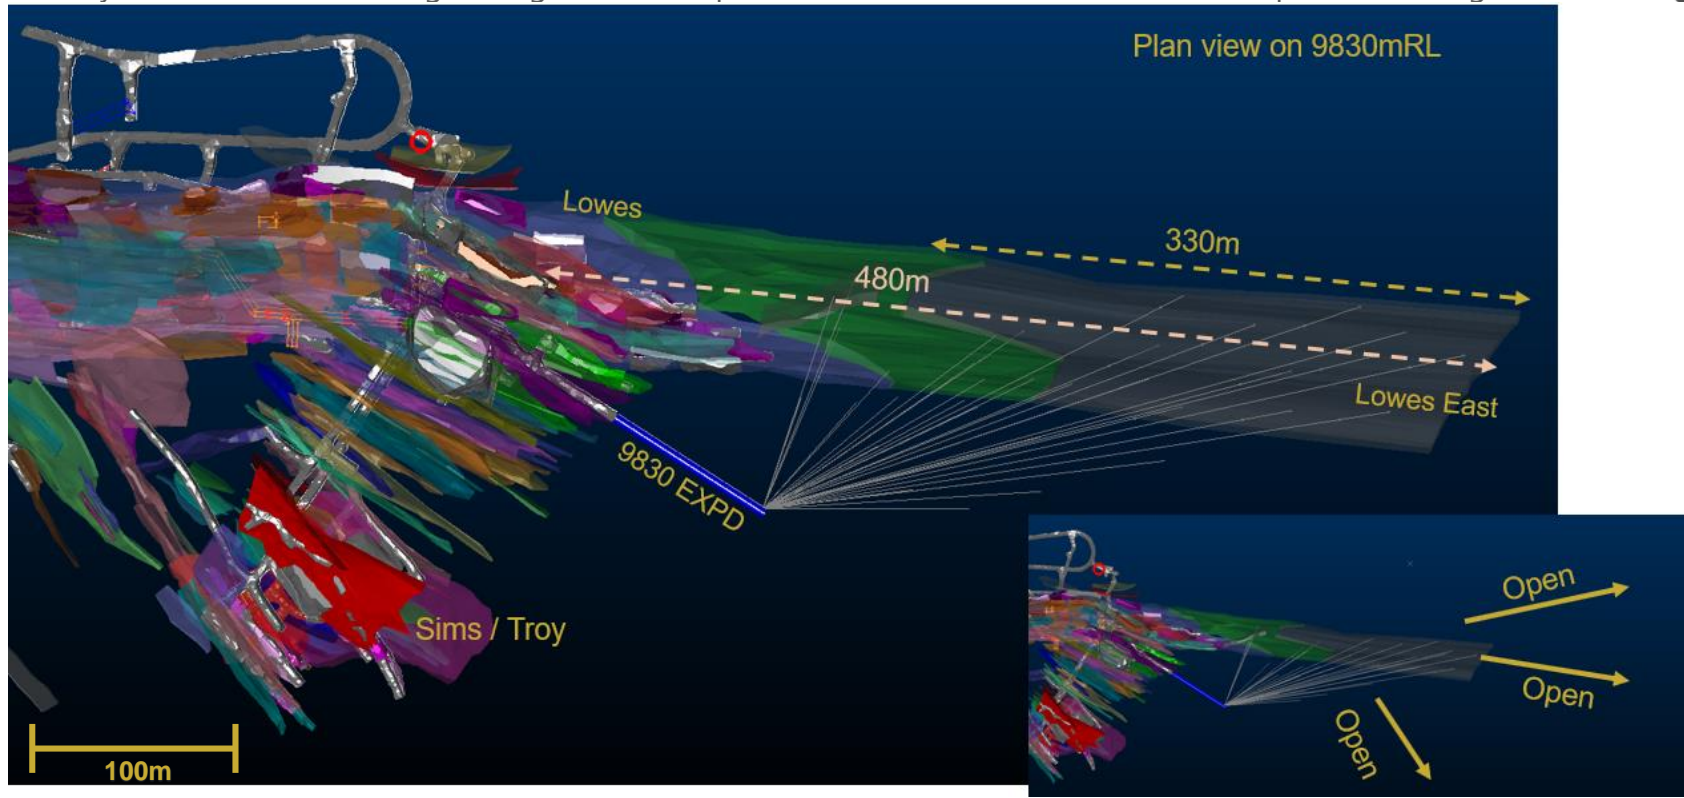 Plan view on 9830mRL
Lowes
330m
480m
Lowes East
9830 EXPD
Sims / Troy
100m
Open
Open
Open